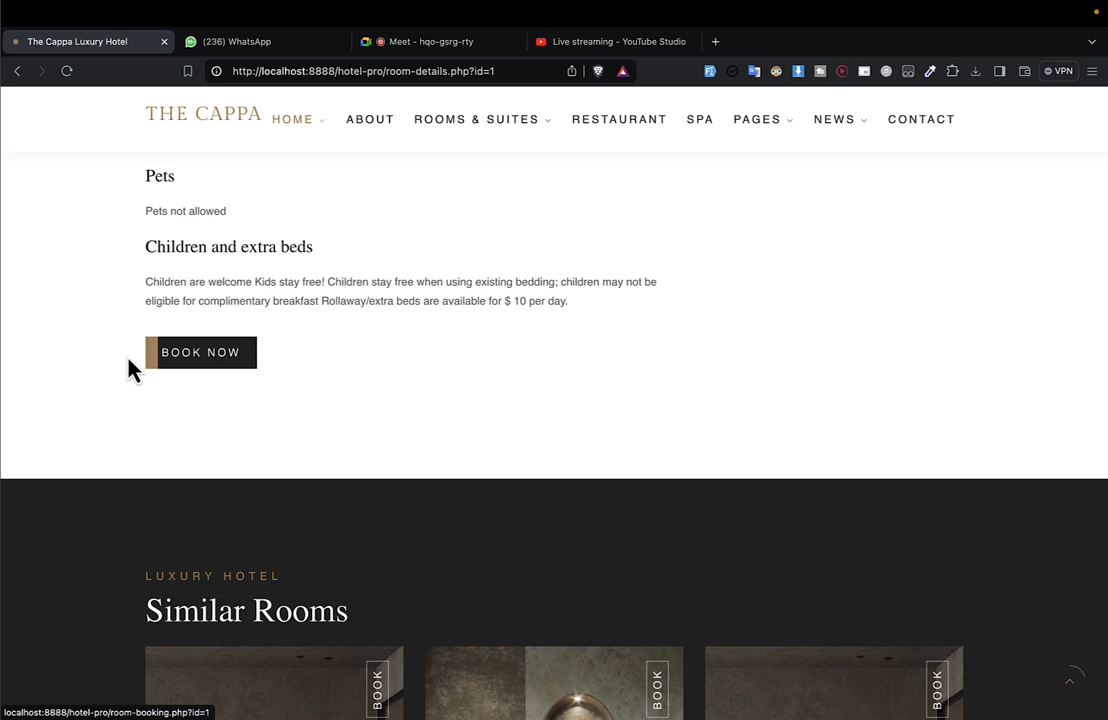 The Cappa Luxury Hotel
(236) WhatsApp
Meet - hqo-gsrg-rty
Live streaming - YouTube Studio
http://localhost:8888/hotel-pro/room-details.php?id=1
VPN
THE CAPPA
HOME
ABOUT
ROOMS & SUITES
RESTAURANT
SPA
PAGES
NEWS
CONTACT
Pets
Pets not allowed
Children and extra beds
Children are welcome Kids stay free! Children stay free when using existing bedding; children may not be
eligible for complimentary breakfast Rollaway/extra beds are available for $ 10 per day.
BOOK NOW
LUXURY HOTEL
Similar Rooms
BOOK
BOOK
BOOK
localhost:8888/hotel-pro/room-booking.php?id=1